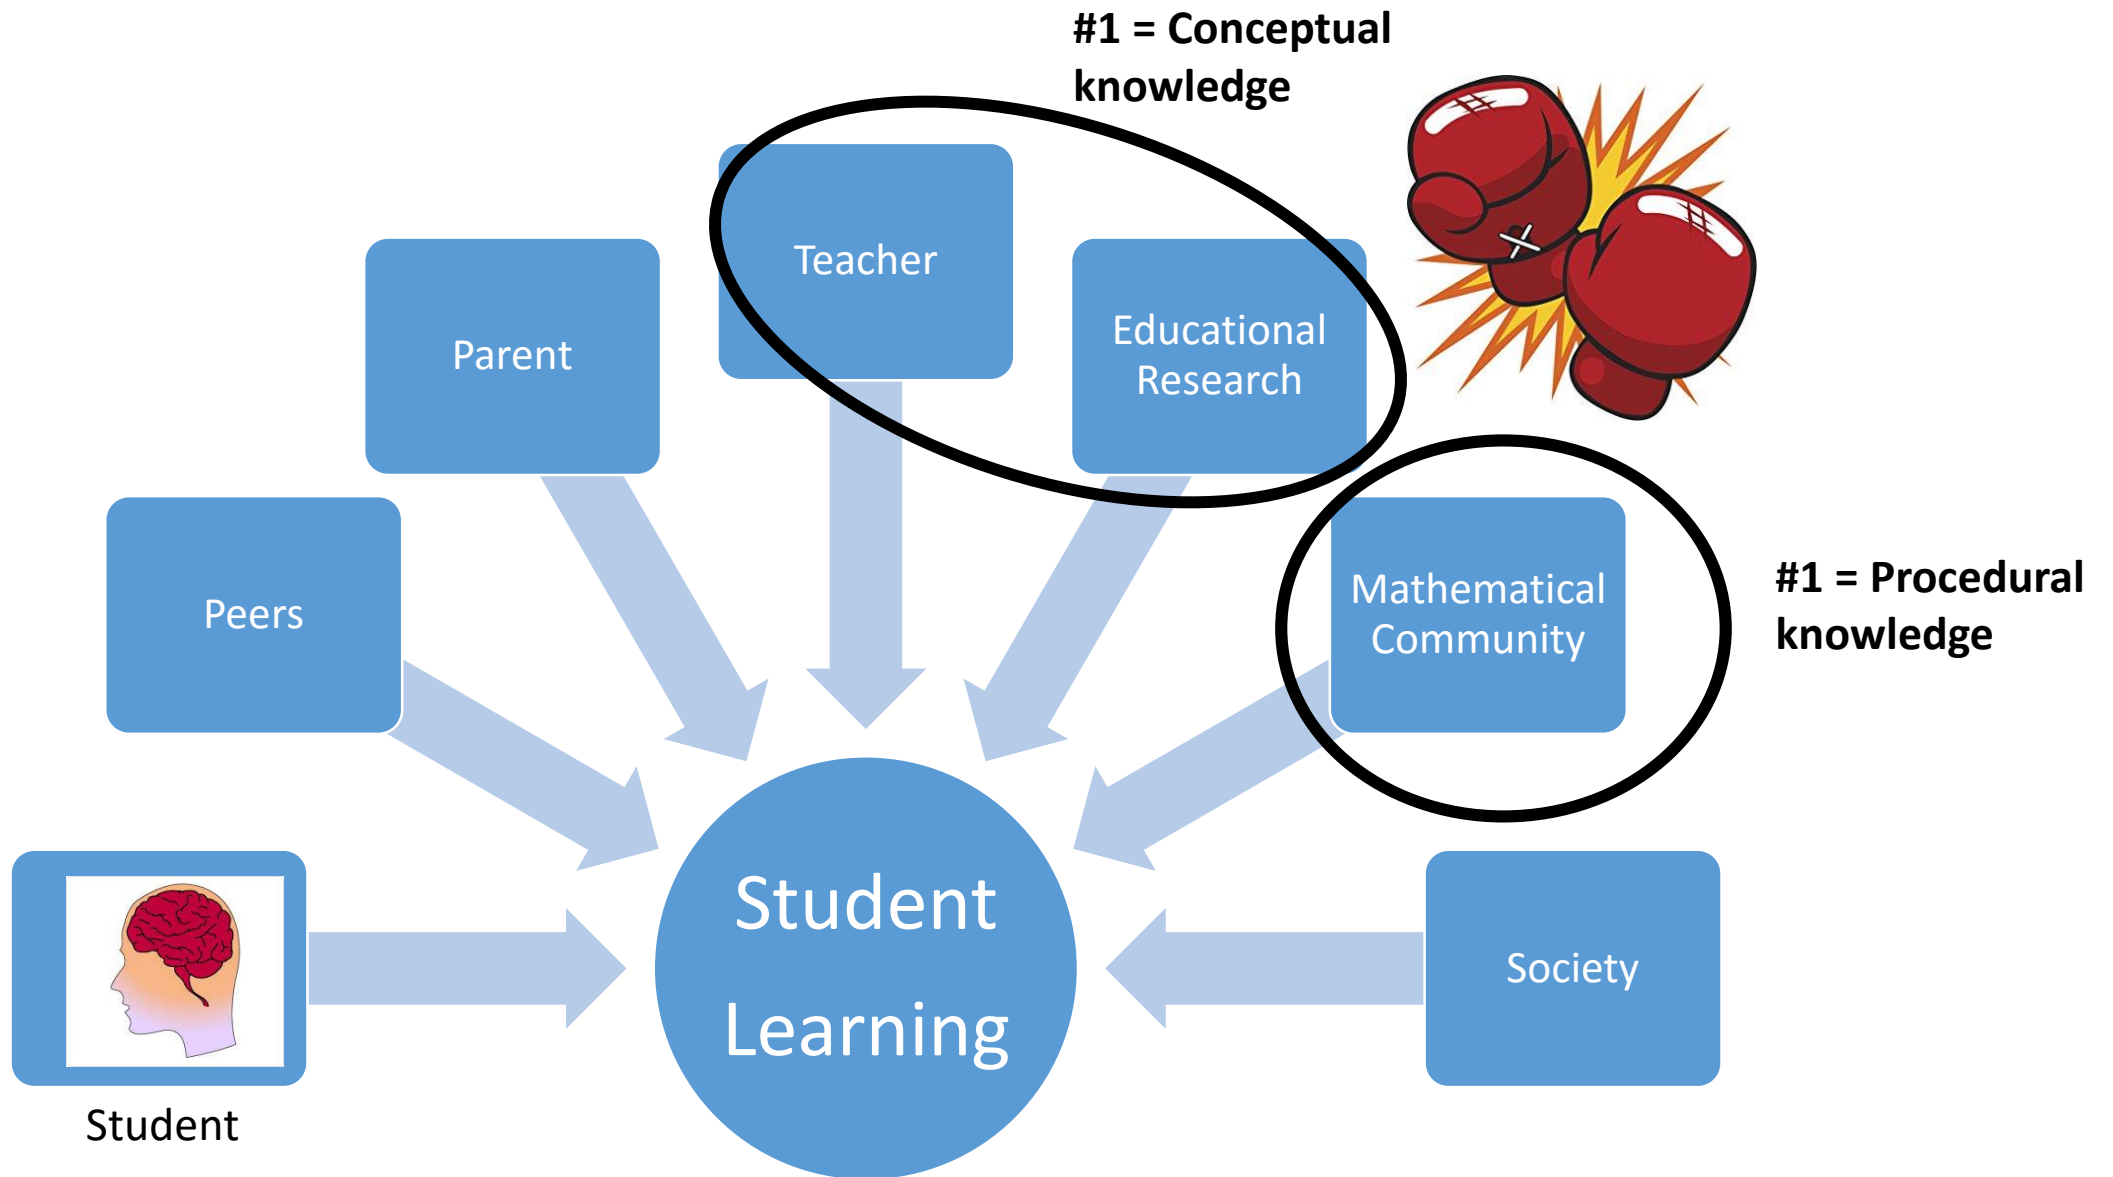 #1 = Conceptual
knowledge
Teacher
Educational
Research
Parent
Peers
Mathematical
Community
#1 = Procedural
knowledge
Student
Learning
Society
Student